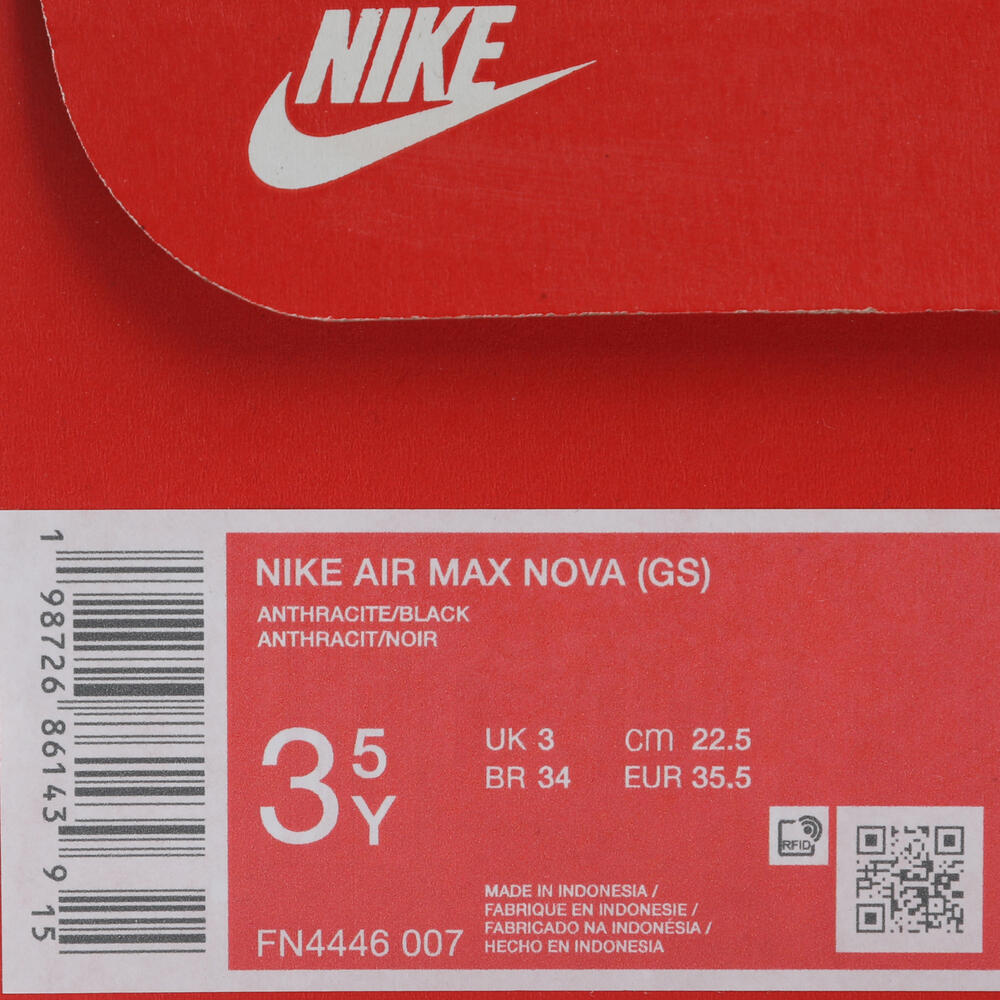 NIKE
NIKE AIR MAX NOVA (GS)
ANTHRACITE/BLACK
ANTHRACIT/NOIR
3 5 Y
UK 3 cm 22.5
BR 34 EUR 35.5
RFID
MADE IN INDONESIA /
FABRIQUE EN INDONESIE /
FABRICADO NA INDONÉSIA /
HECHO EN INDONESIA
FN4446 007
1 98726 86143 9 15